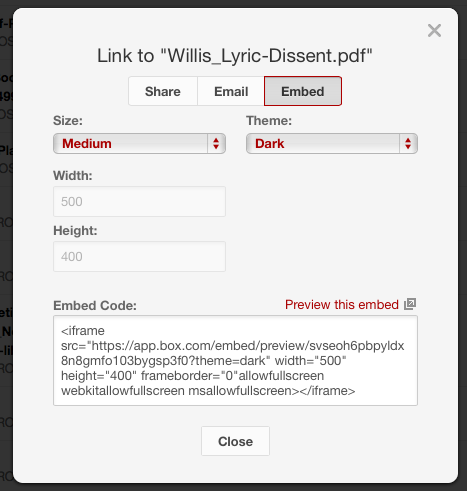 Link to "Willis_Lyric-Dissent.pdf"
Share Email Embed
Size: Theme:
Medium Dark
Width:
500
Height:
400
Embed Code: Preview this embed
<iframe
src="https://app.box.com/embed/preview/svseoh6pbpyldx
8n8gmfo103bygsp3f0?theme=dark" width="500"
height="400" frameborder="0"allowfullscreen
webkitallowfullscreen msallowfullscreen></iframe>
Close